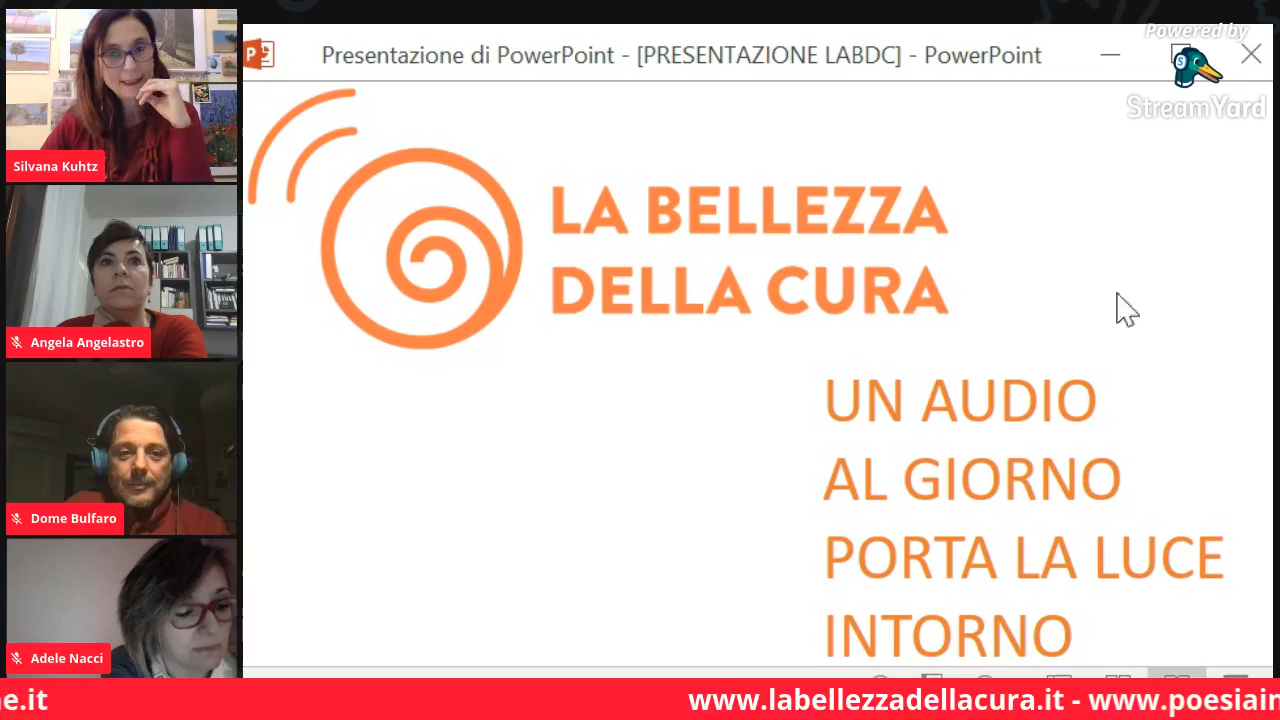 Silvana Kuhtz
Angela Angelastro
Dome Bulfaro
Adele Nacci
Presentazione di PowerPoint - [PRESENTAZIONE LABDC] - PowerPoint
Powered by
StreamYard
LA BELLEZZA
DELLA CURA
UN AUDIO
AL GIORNO
PORTA LA LUCE
INTORNO
e.it www.labellezzadellacura.it - www.poesiain